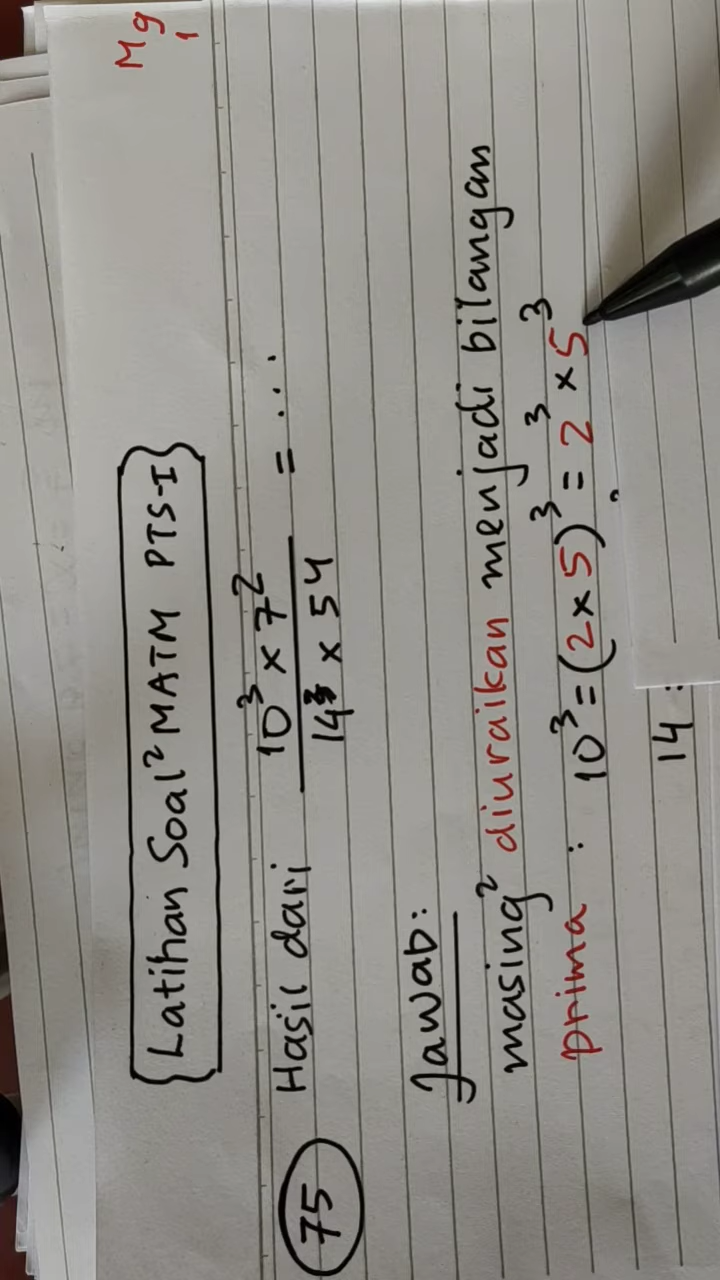 Mg 1
{Latihan Soal² MATM PTS-I}
75 Hasil dari 10³ × 7² / 14³ × 54 = ...
Jawab:
masing² diuraikan menjadi bilangan
prima : 10³ = (2 × 5)³ = 2³ × 5³
14 :